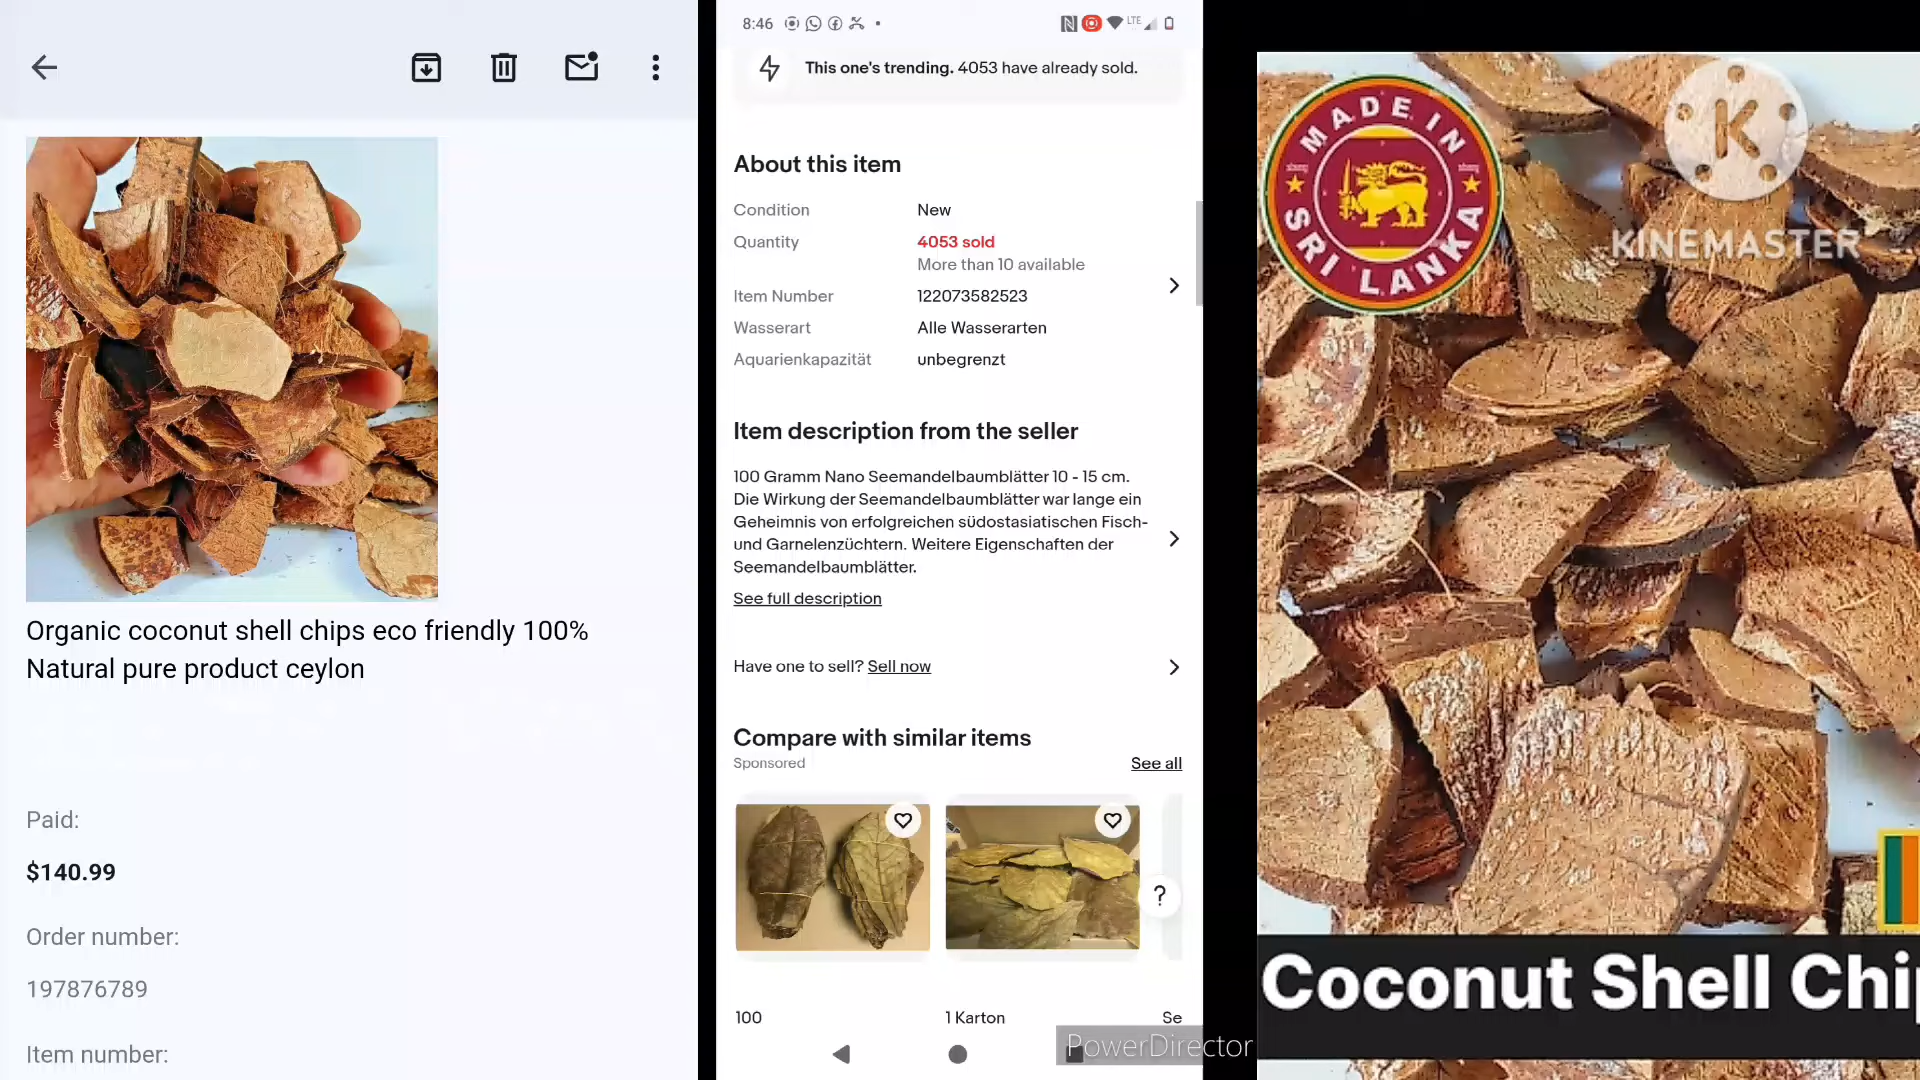 Organic coconut shell chips eco friendly 100%
Natural pure product ceylon
Paid:
$140.99
Order number:
197876789
Item number:
8:46
LTE
This one's trending. 4053 have already sold.
About this item
Condition New
Quantity 4053 sold
More than 10 available
Item Number 122073582523
Wasserart Alle Wasserarten
Aquarienkapazität unbegrenzt
Item description from the seller
100 Gramm Nano Seemandelbaumblätter 10 - 15 cm.
Die Wirkung der Seemandelbaumblätter war lange ein
Geheimnis von erfolgreichen südostasiatischen Fisch-
und Garnelenzüchtern. Weitere Eigenschaften der
Seemandelbaumblätter.
See full description
Have one to sell? Sell now
Compare with similar items
Sponsored
See all
100
1 Karton
Se
?
PowerDirector
MADE IN
SRI LANKA
K
KINEMASTER
Coconut Shell Chi